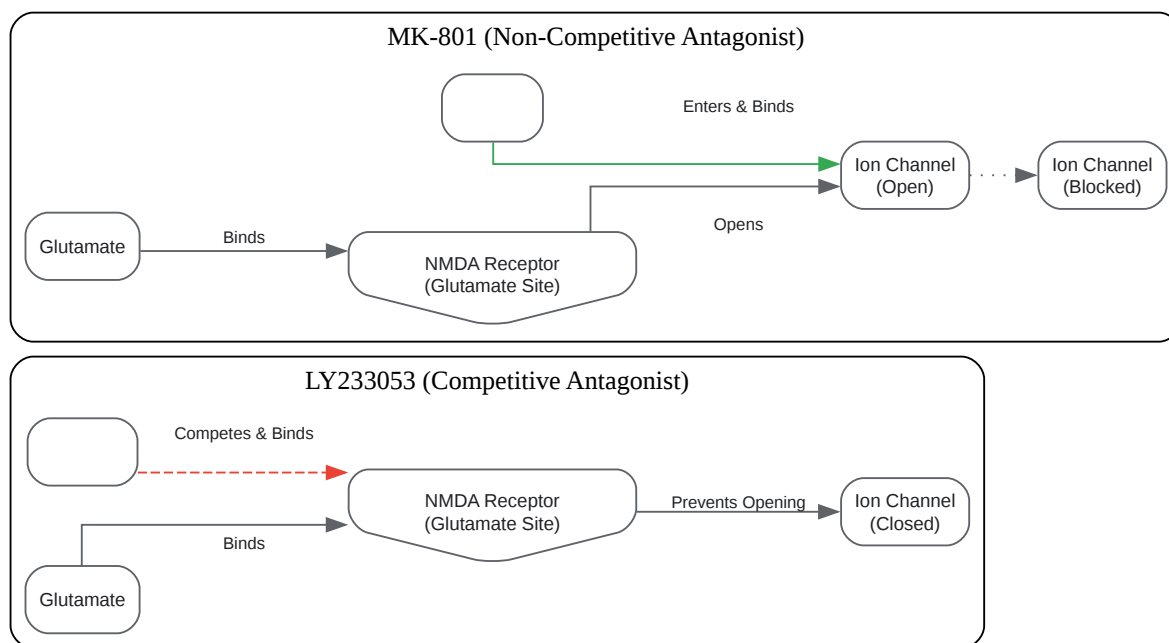 MK-801 (Non-Competitive Antagonist)
Enters & Binds
Ion Channel
(Open)
Ion Channel
(Blocked)
Opens
Glutamate
Binds
NMDA Receptor
(Glutamate Site)
LY233053 (Competitive Antagonist)
Competes & Binds
NMDA Receptor
(Glutamate Site)
Prevents Opening
Ion Channel
(Closed)
Binds
Glutamate